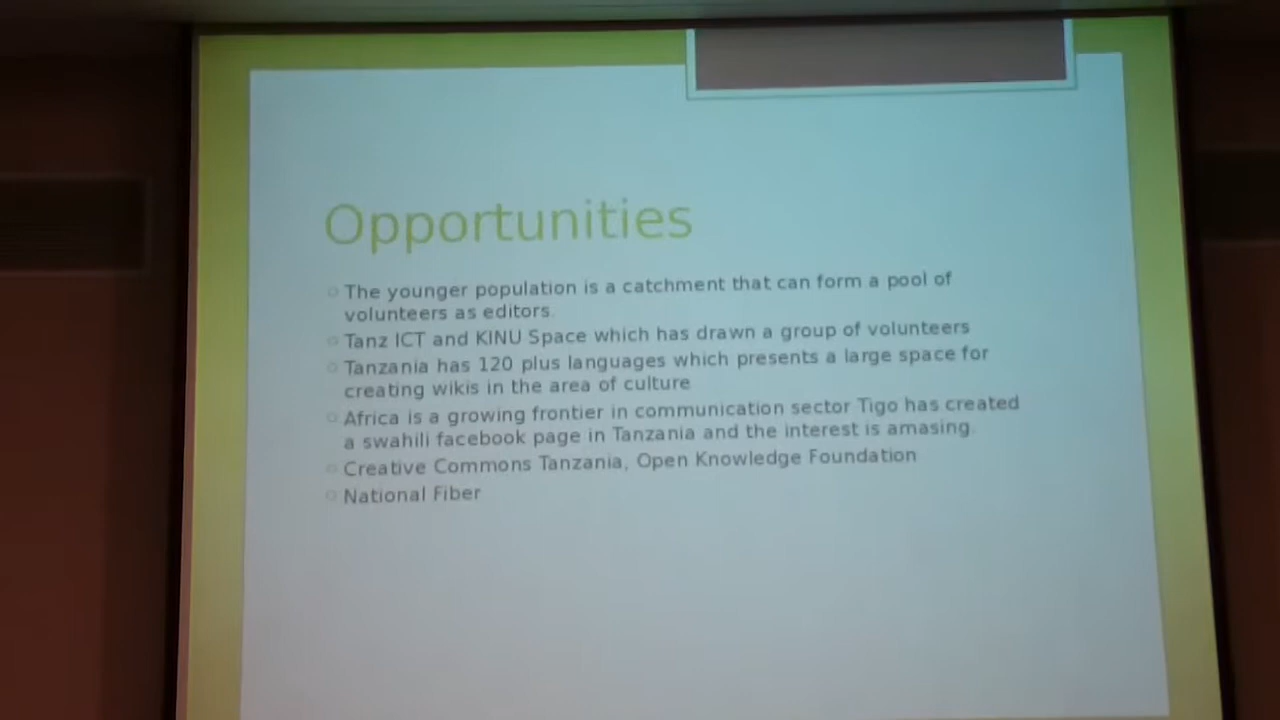 Opportunities
The younger population is a catchment that can form a pool of
volunteers as editors.
Tanz ICT and KINU Space which has drawn a group of volunteers
Tanzania has 120 plus languages which presents a large space for
creating wikis in the area of culture
Africa is a growing frontier in communication sector Tigo has created
a swahili facebook page in Tanzania and the interest is amasing.
Creative Commons Tanzania, Open Knowledge Foundation
National Fiber